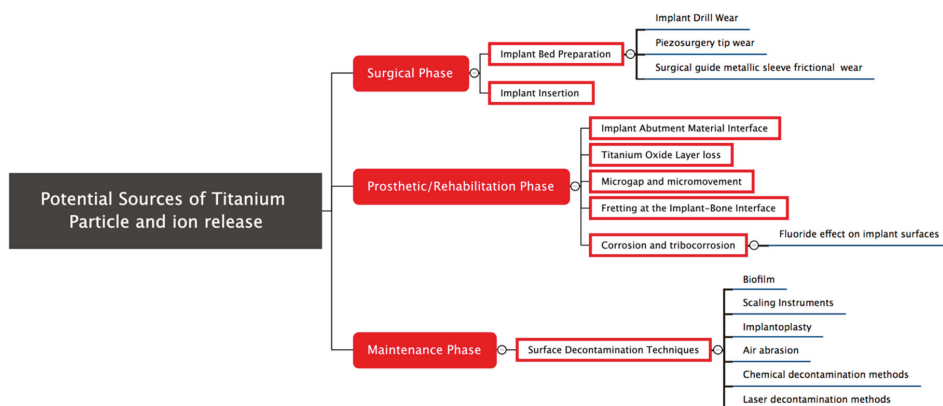 Potential Sources of Titanium
Particle and ion release
Surgical Phase
Implant Bed Preparation
Implant Drill Wear
Piezosurgery tip wear
Surgical guide metallic sleeve frictional wear
Implant Insertion
Prosthetic/Rehabilitation Phase
Implant Abutment Material Interface
Titanium Oxide Layer loss
Microgap and micromovement
Fretting at the Implant-Bone Interface
Corrosion and tribocorrosion
Fluoride effect on implant surfaces
Maintenance Phase
Surface Decontamination Techniques
Biofilm
Scaling Instruments
Implantoplasty
Air abrasion
Chemical decontamination methods
Laser decontamination methods